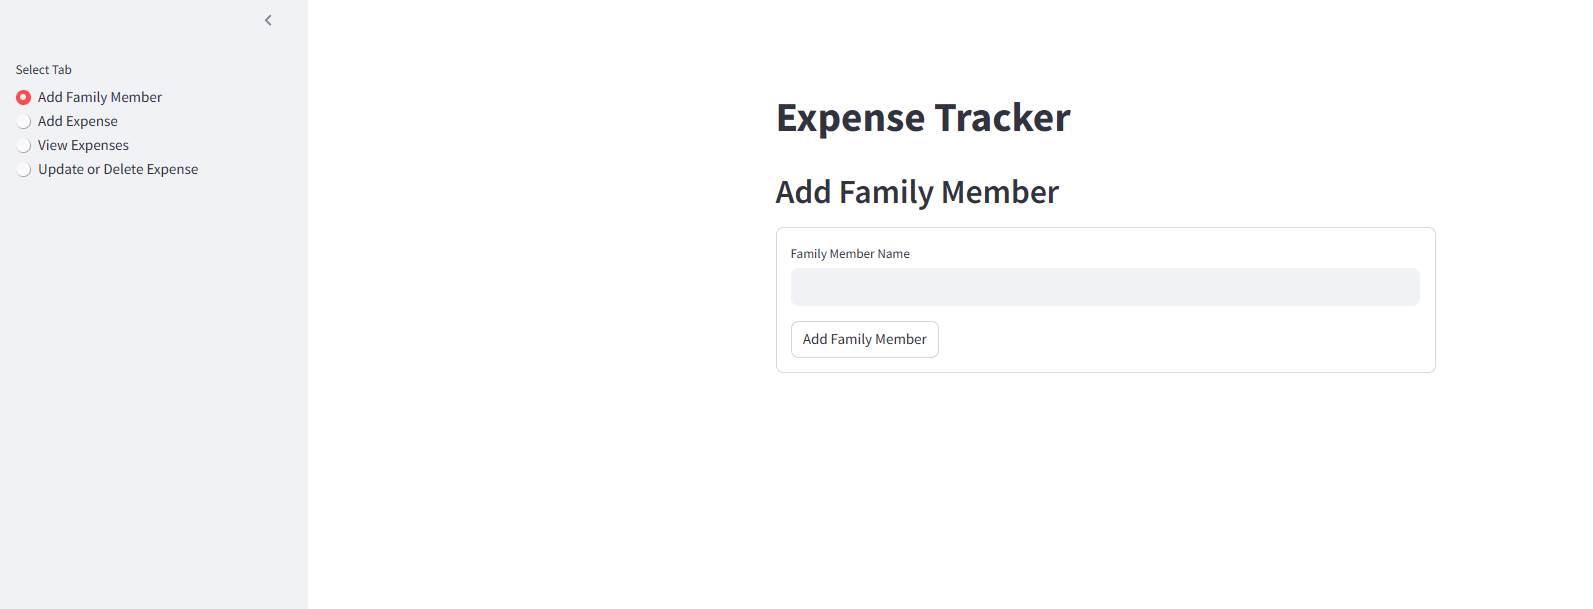 Select Tab
Add Family Member
Add Expense
View Expenses
Update or Delete Expense
Expense Tracker
Add Family Member
Family Member Name
Add Family Member